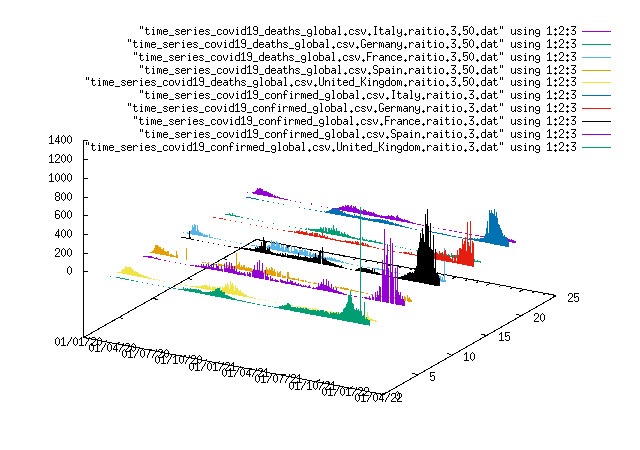 "time_series_covid19_deaths_global.csv.Italy.raitio.3.50.dat" using 1:2:3
"time_series_covid19_deaths_global.csv.Germany.raitio.3.50.dat" using 1:2:3
"time_series_covid19_deaths_global.csv.France.raitio.3.50.dat" using 1:2:3
"time_series_covid19_deaths_global.csv.Spain.raitio.3.50.dat" using 1:2:3
"time_series_covid19_deaths_global.csv.United_Kingdom.raitio.3.50.dat" using 1:2:3
"time_series_covid19_confirmed_global.csv.Italy.raitio.3.dat" using 1:2:3
"time_series_covid19_confirmed_global.csv.Germany.raitio.3.dat" using 1:2:3
"time_series_covid19_confirmed_global.csv.France.raitio.3.dat" using 1:2:3
"time_series_covid19_confirmed_global.csv.Spain.raitio.3.dat" using 1:2:3
"time_series_covid19_confirmed_global.csv.United_Kingdom.raitio.3.dat" using 1:2:3
1400
1200
1000
800
600
400
200
0
01/01/20
01/04/20
01/07/20
01/10/20
01/01/21
01/04/21
01/07/21
01/10/21
01/01/22
01/04/22
0
5
10
15
20
25